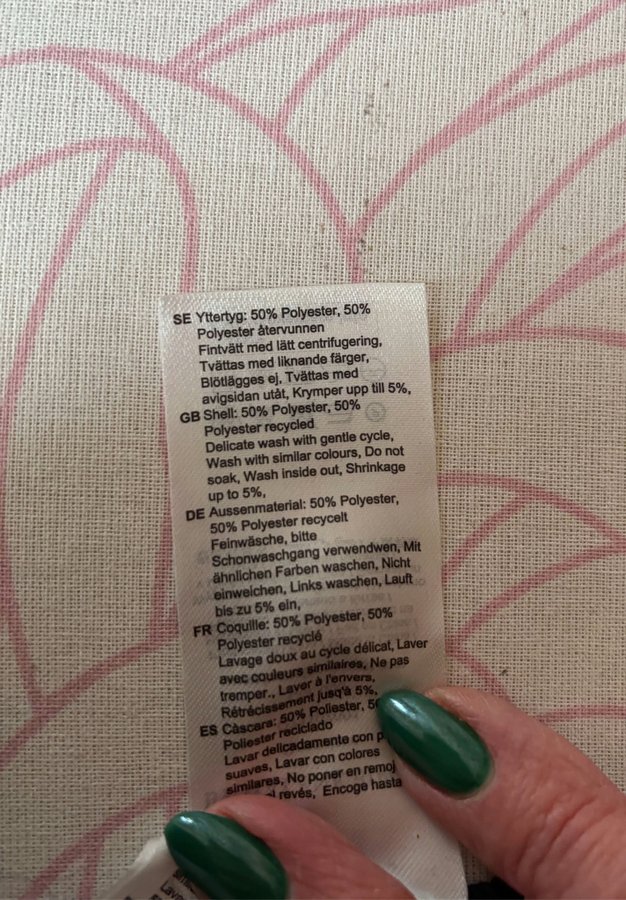 SE Yttertyg: 50% Polyester, 50%
Polyester återvunnen
Fintvätt med lätt centrifugering,
Tvättas med liknande färger,
Blötlägges ej, Tvättas med
avigsidan utåt, Krymper upp till 5%,
GB Shell: 50% Polyester, 50%
Polyester recycled
Delicate wash with gentle cycle,
Wash with similar colours, Do not
soak, Wash inside out, Shrinkage
up to 5%,
DE Aussenmaterial: 50% Polyester,
50% Polyester recycelt
Feinwäsche, bitte
Schonwaschgang verwendwen, Mit
ähnlichen Farben waschen, Nicht
einweichen, Links waschen, Lauft
bis zu 5% ein,
FR Coquille: 50% Polyester, 50%
Polyester recyclé
Lavage doux au cycle délicat, Laver
avec couleurs similaires, Ne pas
tremper., Laver à l'envers,
Rétrécissement jusqu'à 5%,
ES Càscara: 50% Poliester,
Poliester reciclado
Lavar delicadamente con
suaves, Lavar con colores
similares, No poner en
revés, Encoge hasta